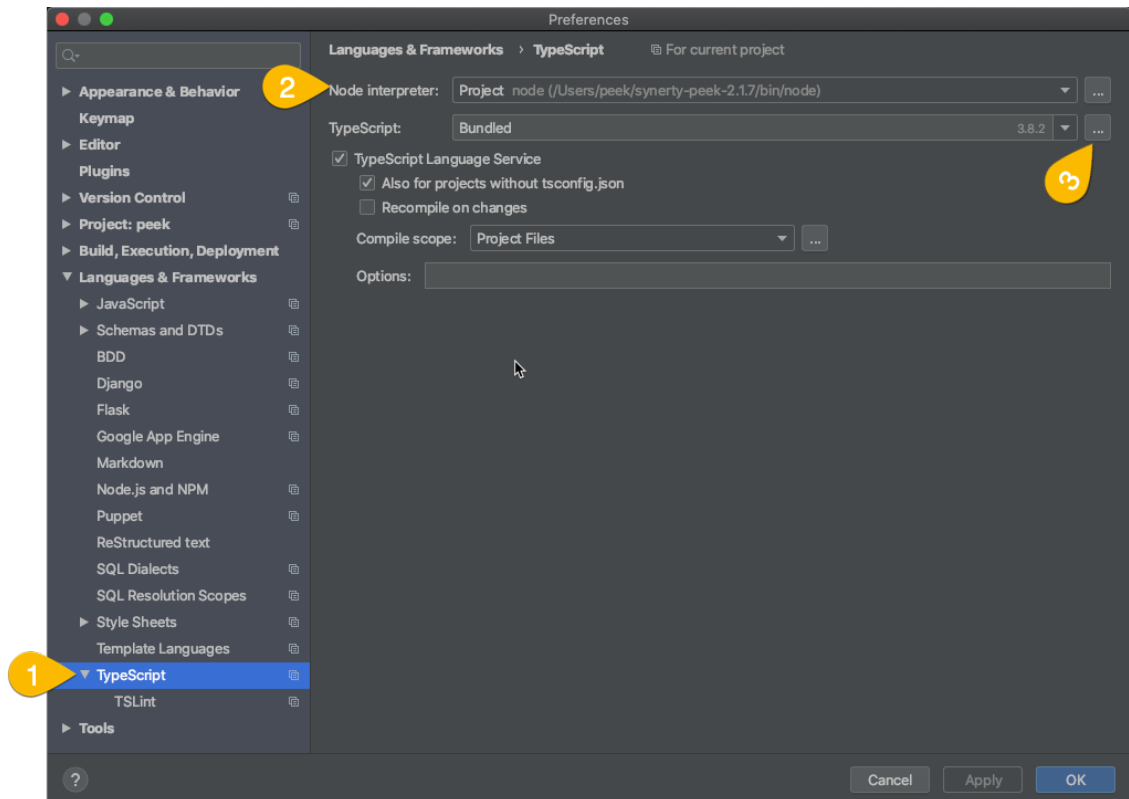 Preferences
Languages & Frameworks › TypeScript For current project
Appearance & Behavior
Keymap
Editor
Plugins
Version Control
Project: peek
Build, Execution, Deployment
Languages & Frameworks
JavaScript
Schemas and DTDs
BDD
Django
Flask
Google App Engine
Markdown
Node.js and NPM
Puppet
ReStructured text
SQL Dialects
SQL Resolution Scopes
Style Sheets
Template Languages
1 TypeScript
TSLint
Tools
2 Node interpreter: Project node (/Users/peek/synerty-peek-2.1.7/bin/node) ...
TypeScript: Bundled 3.8.2 ...
3
TypeScript Language Service
Also for projects without tsconfig.json
Recompile on changes
Compile scope: Project Files ...
Options:
? Cancel Apply OK